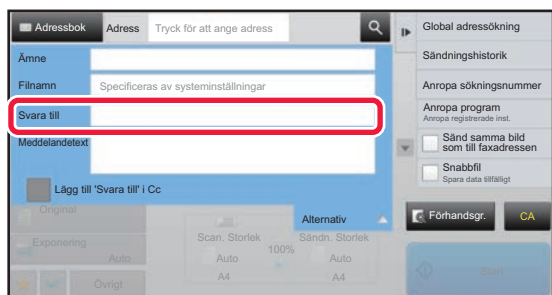 Adressbok
Adress
Tryck för att ange adress
Global adressökning
Ämne
Sändningshistorik
Filnamn
Specificeras av systeminställningar
Anropa sökningsnummer
Svara till
Anropa program
Anropa registrerade inst.
Meddelandetext
Sänd samma bild
som till faxadressen
Snabbfil
Spara data tillfälligt
Lägg till 'Svara till' i
Cc
Original
Alternativ
Förhandsgr.
CA
Exponering
Auto
Scan. Storlek
Auto
A4
100%
Sändn. Storlek
Auto
A4
Övrigt
Start